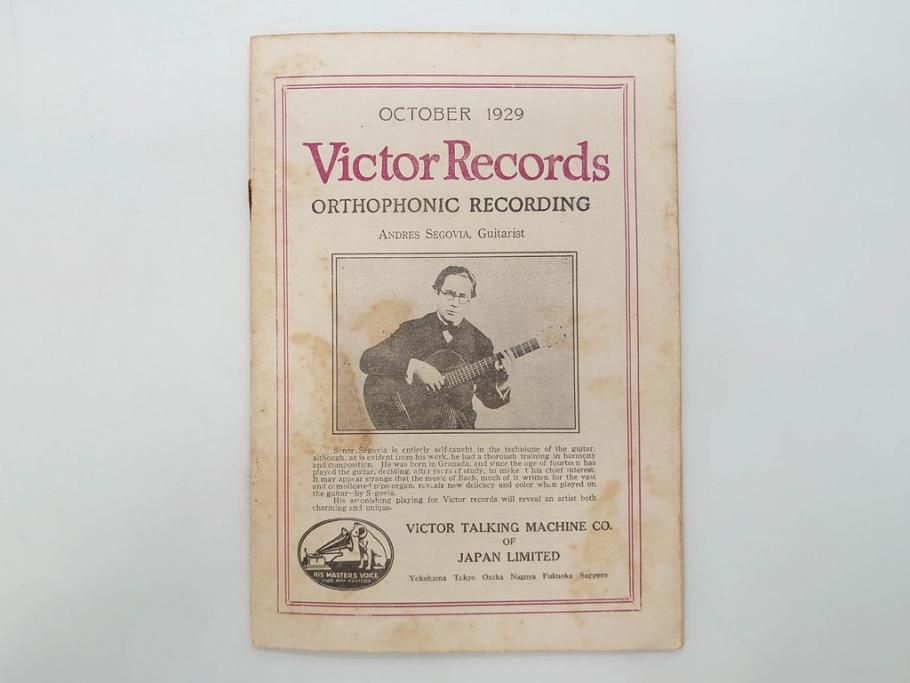 OCTOBER 1929
Victor Records
ORTHOPHONIC RECORDING
ANDRES SEGOVIA, Guitarist
Senor Segovia is entirely self-taught in the technique of the guitar,
although, as is evident from his work, he had a thorough training in harmony
and composition. He was born in Granada, and since the age of fourteen has
played the guitar, deciding, after years of study, to make this chief interest.
It may appear strange that the music of Bach, much of it written for the vast
and complicated pipe-organ, reveals new delicacy and color when played on
the guitar—by Segovia.
His astonishing playing for Victor records will reveal an artist both
charming and unique.
HIS MASTER'S VOICE
TRADE MARK REGISTERED
VICTOR TALKING MACHINE CO.
OF
JAPAN LIMITED
Yokohama Tokyo Osaka Nagoya Fukuoka Sapporo